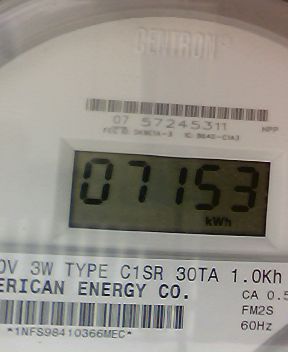 CENTRON
07 57245311
07153
kWh
0V 3W TYPE C1SR 30TA 1.0Kh
ERICAN ENERGY CO.
CA 0.5
FM2S
60Hz
*1NFS98410366MEC*